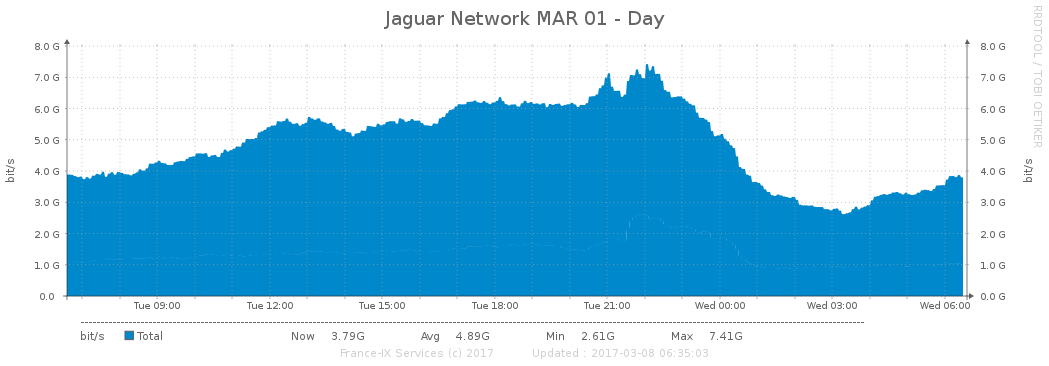 Jaguar Network MAR 01 - Day
RRDTOOL / TOBI OETIKER
8.0 G 8.0 G
7.0 G 7.0 G
6.0 G 6.0 G
5.0 G 5.0 G
4.0 G 4.0 G
3.0 G 3.0 G
2.0 G 2.0 G
1.0 G 1.0 G
0.0 0.0 G
bit/s
bit/s
Tue 09:00 Tue 12:00 Tue 15:00 Tue 18:00 Tue 21:00 Wed 00:00 Wed 03:00 Wed 06:00
bit/s Total Now 3.79G Avg 4.89G Min 2.61G Max 7.41G
France-IX Services (c) 2017 Updated : 2017-03-08 06:35:03